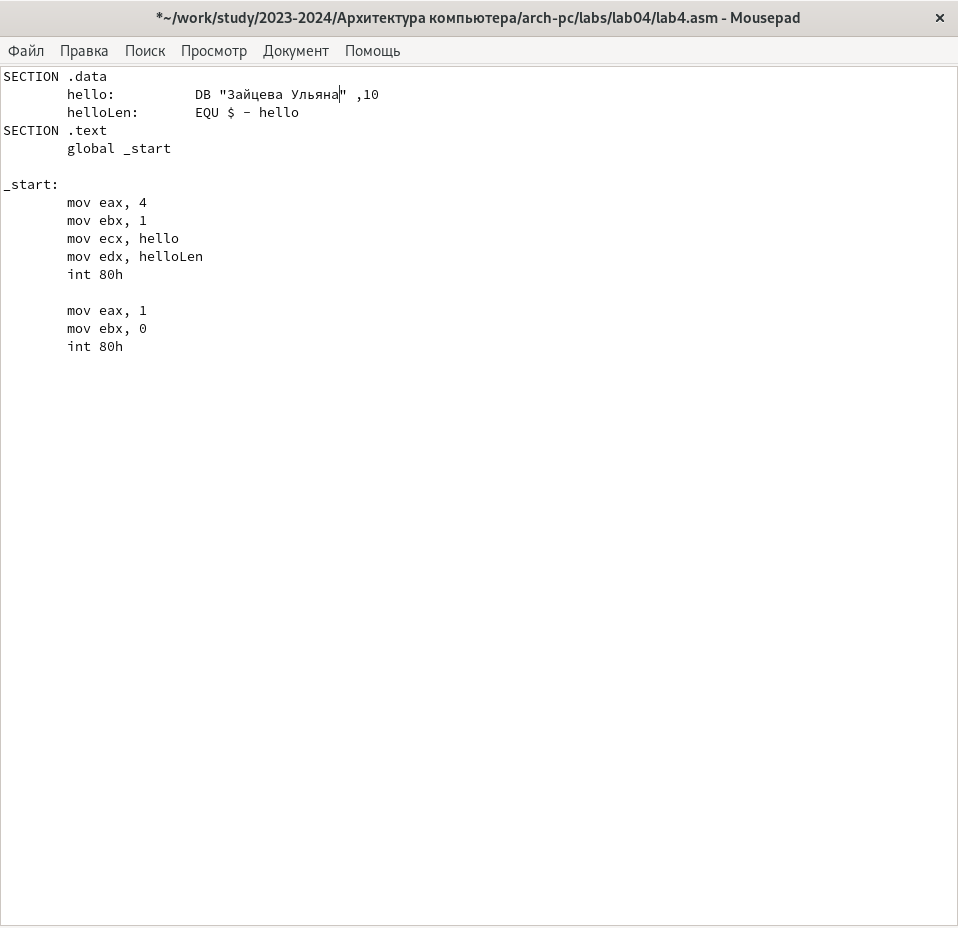 *~/work/study/2023-2024/Архитектура компьютера/arch-pc/labs/lab04/lab4.asm - Mousepad ×
Файл Правка Поиск Просмотр Документ Помощь
SECTION .data
        hello:          DB "Зайцева Ульяна" ,10
        helloLen:       EQU $ - hello
SECTION .text
        global _start

_start:
        mov eax, 4
        mov ebx, 1
        mov ecx, hello
        mov edx, helloLen
        int 80h

        mov eax, 1
        mov ebx, 0
        int 80h